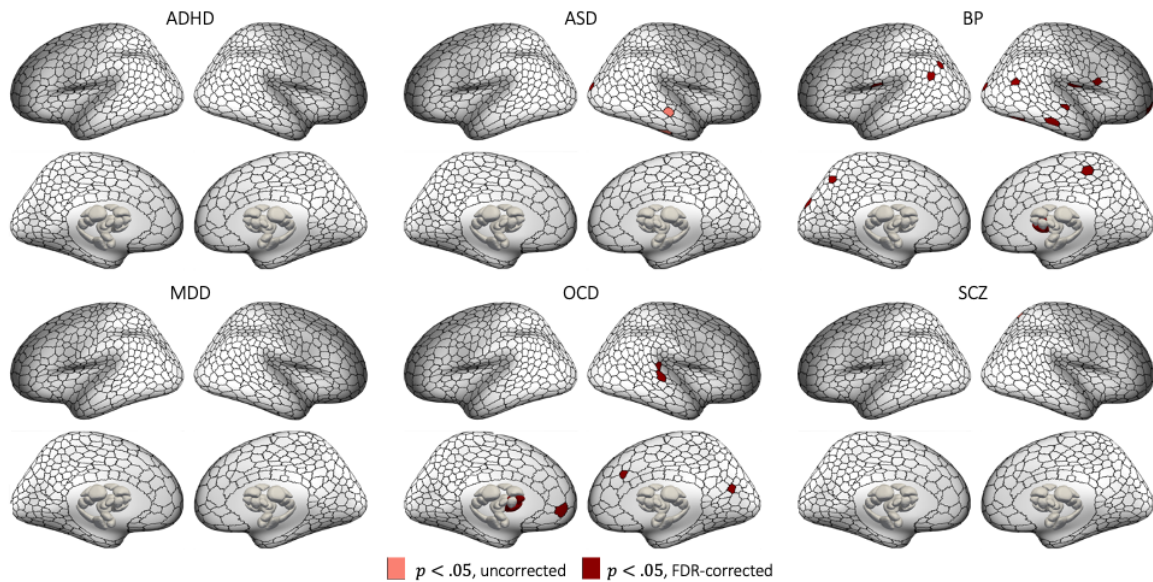 ADHD ASD BP
MDD OCD SCZ
p < .05, uncorrected p < .05, FDR-corrected